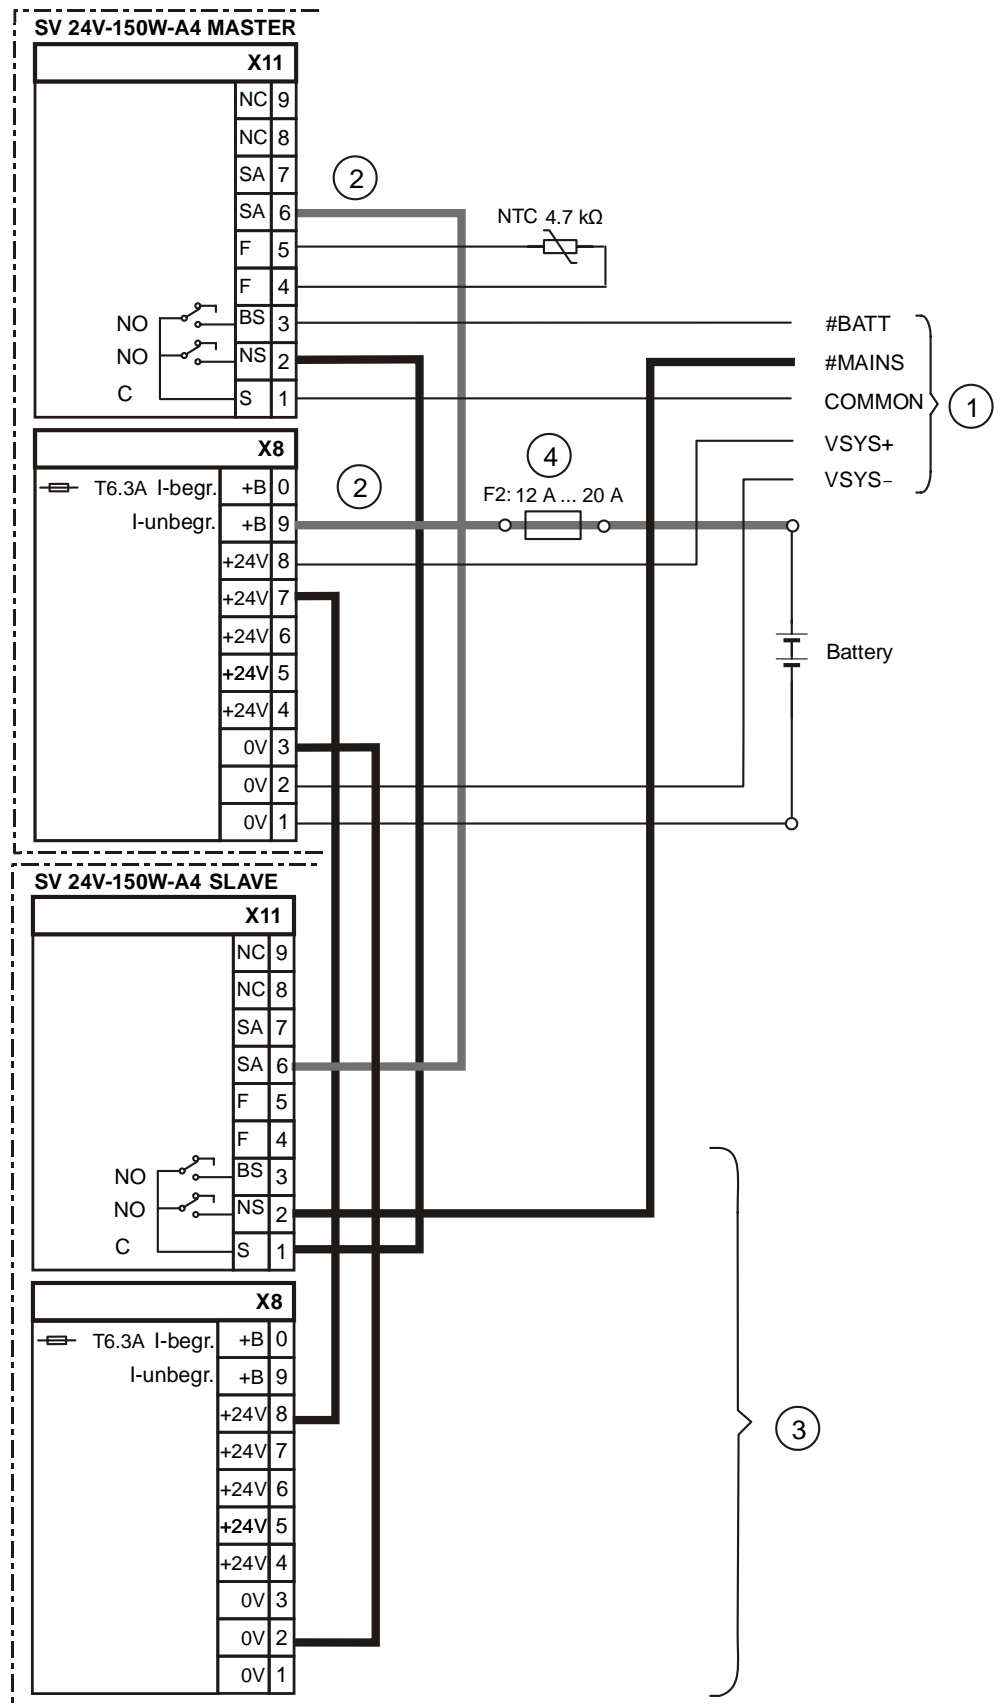 SV 24V-150W-A4 MASTER
X11
NC 9
NC 8
SA 7
2
SA 6
NTC 4.7 kΩ
F 5
F 4
NO BS 3 #BATT
NO NS 2 #MAINS
C S 1 COMMON
1
X8
VSYS+
4
T6.3A I-begr. +B 0
2
VSYS–
F2: 12 A ... 20 A
I-unbegr. +B 9
+24V 8
+24V 7
+24V 6
Battery
+24V 5
+24V 4
0V 3
0V 2
0V 1
SV 24V-150W-A4 SLAVE
X11
NC 9
NC 8
SA 7
SA 6
F 5
F 4
NO BS 3
NO NS 2
C S 1
X8
T6.3A I-begr. +B 0
I-unbegr. +B 9
+24V 8
3
+24V 7
+24V 6
+24V 5
+24V 4
0V 3
0V 2
0V 1